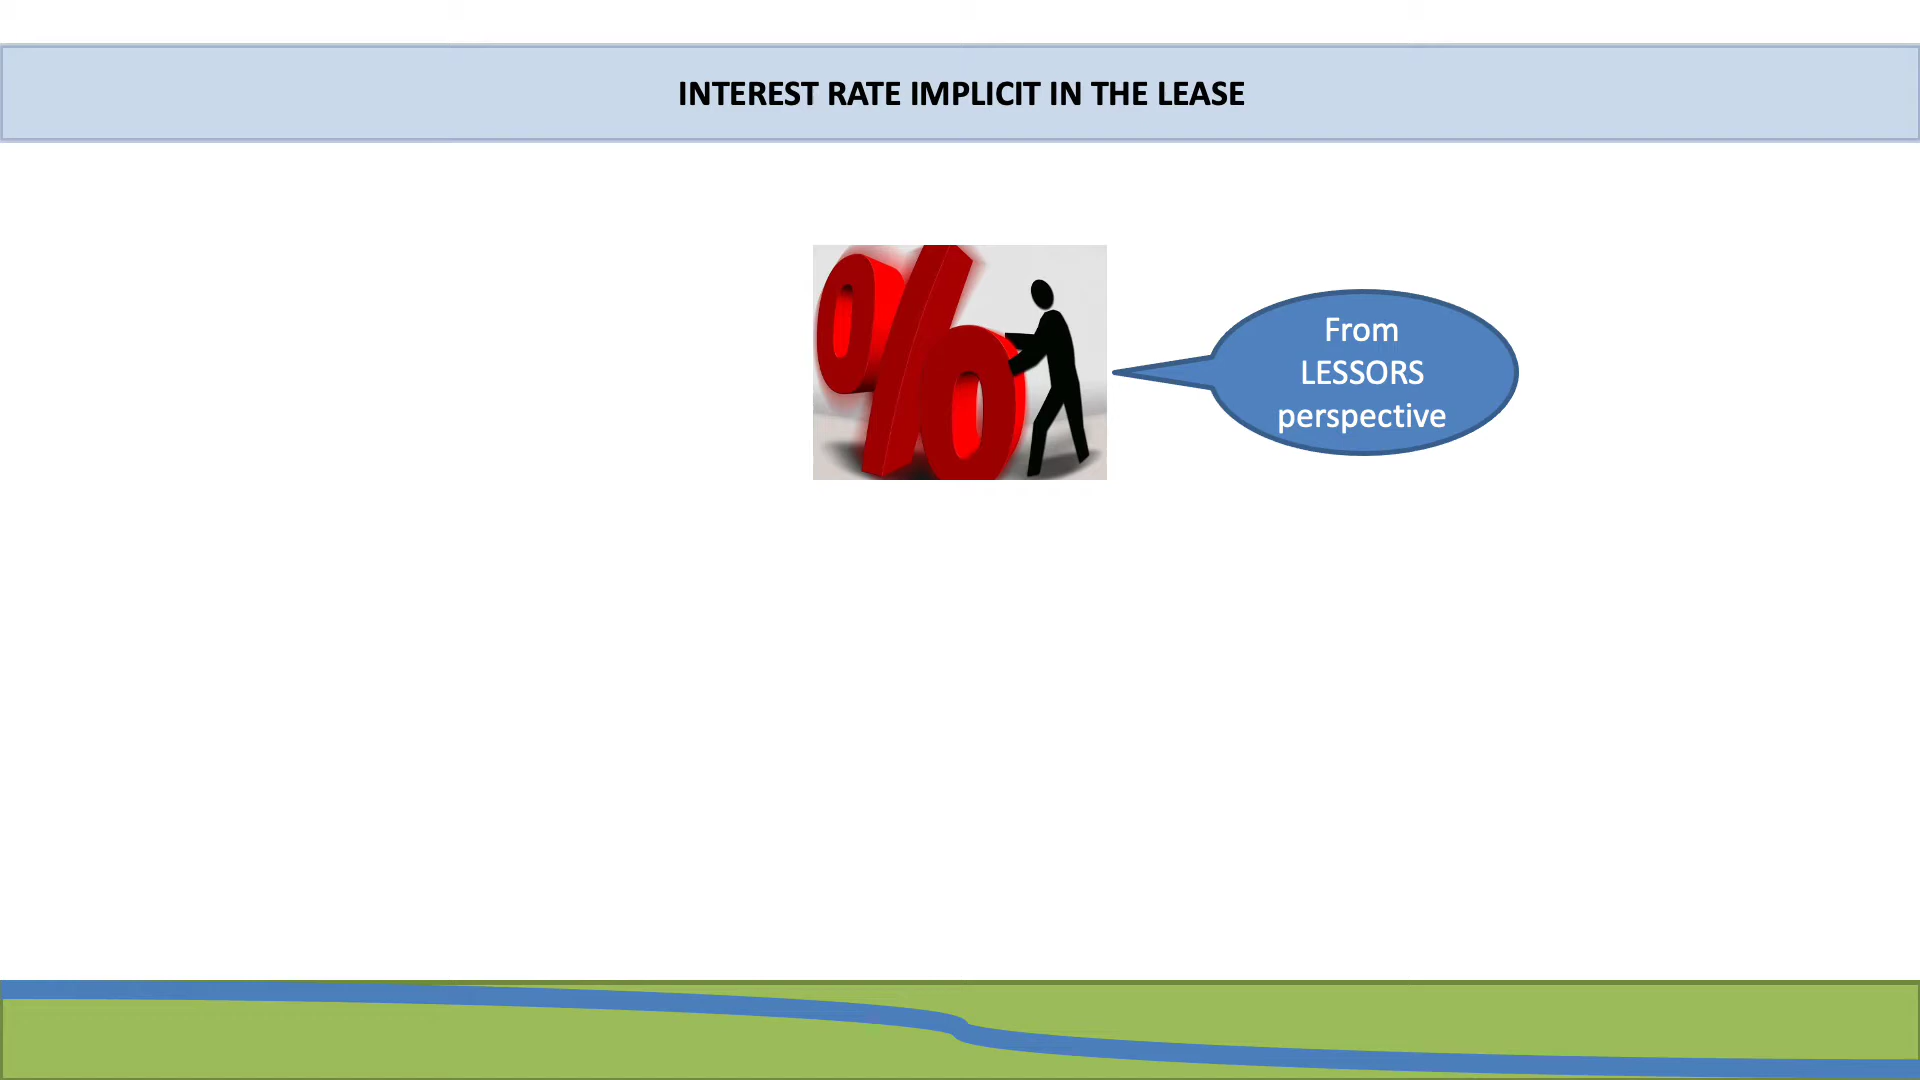 INTEREST RATE IMPLICIT IN THE LEASE
From
LESSORS
perspective